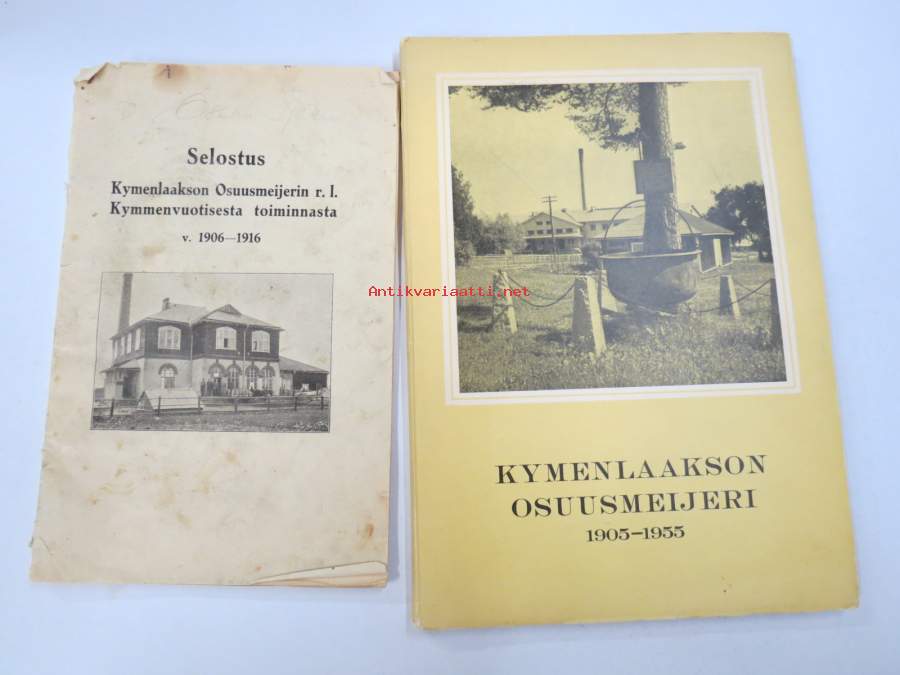 Selostus
Kymenlaakson Osuusmeijerin r. l.
Kymmenvuotisesta toiminnasta
v. 1906—1916
Antikvariaatti.net
KYMENLAAKSON
OSUUSMEIJERI
1905–1955